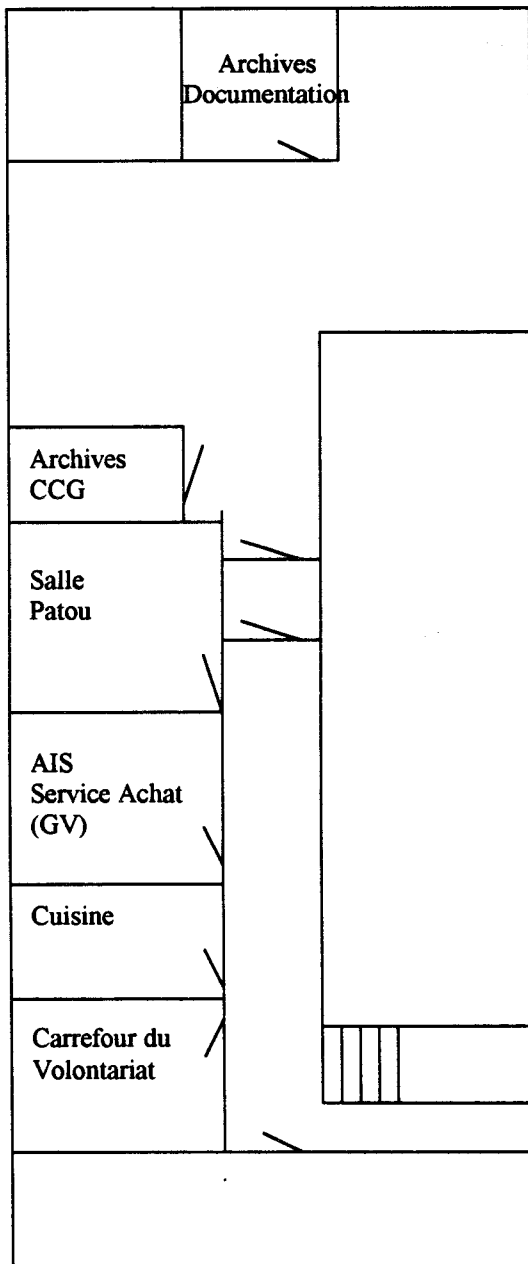 Archives
Documentation
Archives
CCG
Salle
Patou
AIS
Service Achat
(GV)
Cuisine
Carrefour du
Volontariat